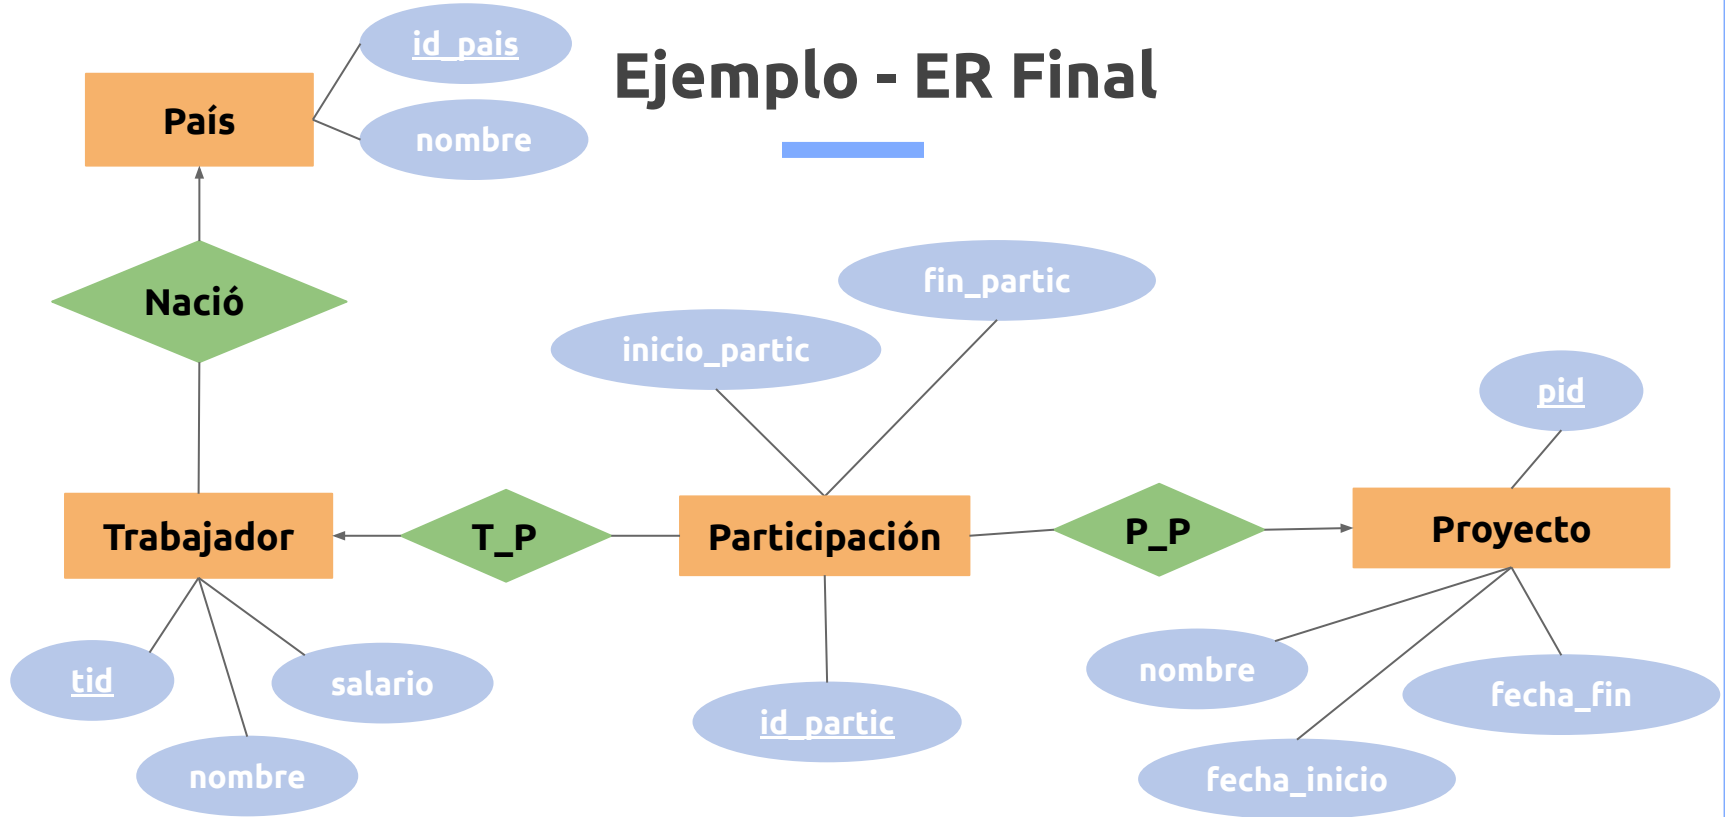 Ejemplo - ER Final
id_pais
País
nombre
Nació
fin_partic
inicio_partic
pid
Trabajador
T_P
Participación
P_P
Proyecto
tid
salario
nombre
id_partic
nombre
fecha_fin
fecha_inicio